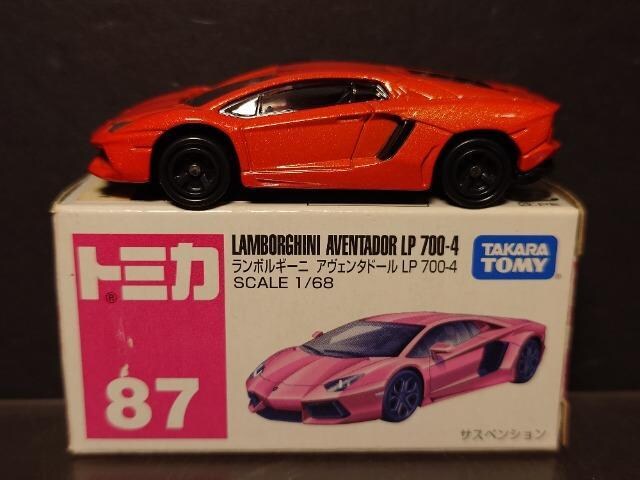 トミカ®
87
LAMBORGHINI AVENTADOR LP 700-4
ランボルギーニ アヴェンタドール LP 700-4
SCALE 1/68
TAKARA
TOMY
サスペンション